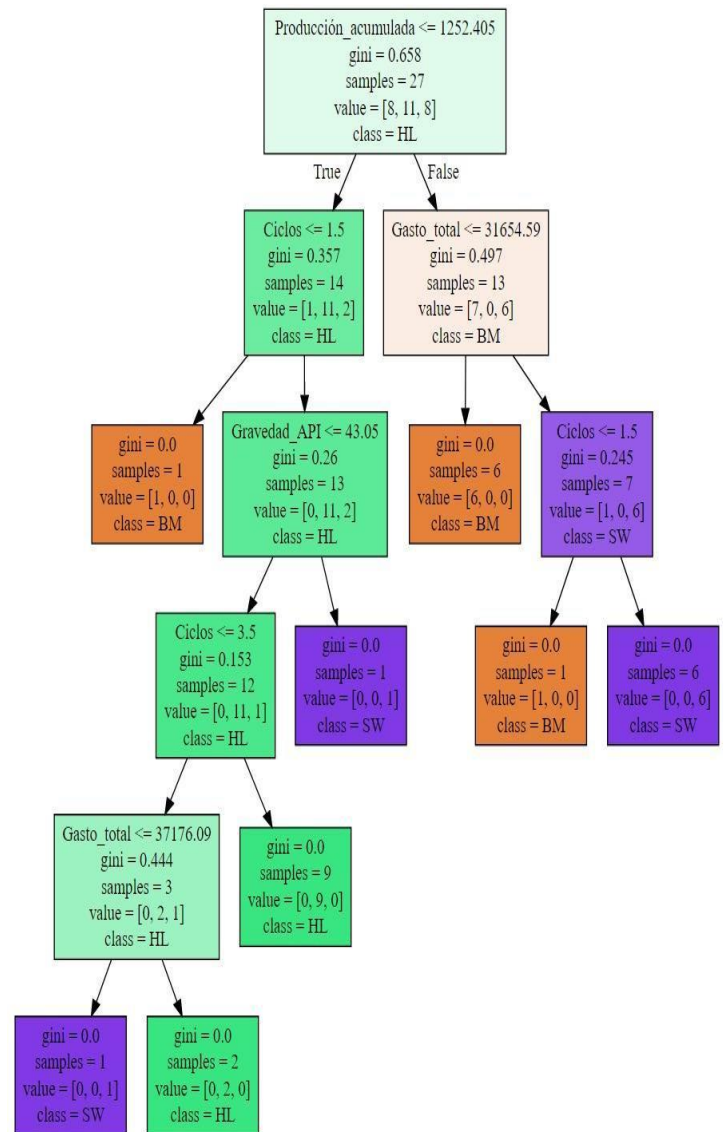 Producción_acumulada <= 1252.405
gini = 0.658
samples = 27
value = [8, 11, 8]
class = HL
True
False
Ciclos <= 1.5
gini = 0.357
samples = 14
value = [1, 11, 2]
class = HL
Gasto_total <= 31654.59
gini = 0.497
samples = 13
value = [7, 0, 6]
class = BM
gini = 0.0
samples = 1
value = [1, 0, 0]
class = BM
Gravedad_API <= 43.05
gini = 0.26
samples = 13
value = [0, 11, 2]
class = HL
gini = 0.0
samples = 6
value = [6, 0, 0]
class = BM
Ciclos <= 1.5
gini = 0.245
samples = 7
value = [1, 0, 6]
class = SW
Ciclos <= 3.5
gini = 0.153
samples = 12
value = [0, 11, 1]
class = HL
gini = 0.0
samples = 1
value = [0, 0, 1]
class = SW
gini = 0.0
samples = 1
value = [1, 0, 0]
class = BM
gini = 0.0
samples = 6
value = [0, 0, 6]
class = SW
Gasto_total <= 37176.09
gini = 0.444
samples = 3
value = [0, 2, 1]
class = HL
gini = 0.0
samples = 9
value = [0, 9, 0]
class = HL
gini = 0.0
samples = 1
value = [0, 0, 1]
class = SW
gini = 0.0
samples = 2
value = [0, 2, 0]
class = HL